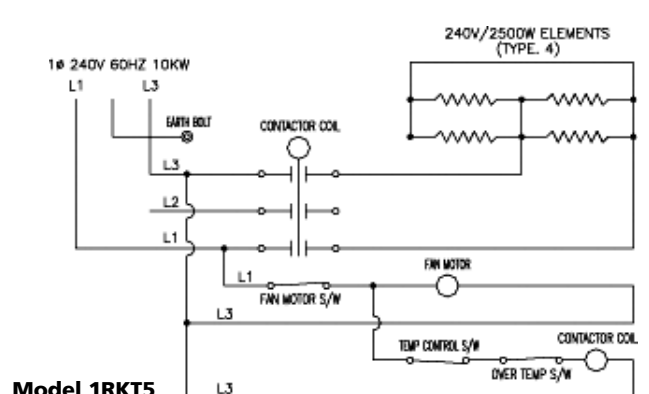 240V/2500W ELEMENTS
(TYPE. 4)
1ø 240V 60HZ 10KW
L1 L3
EARTH BOLT
CONTACTOR COIL
L3
L2
L1
L1
FAN MOTOR S/W
FAN MOTOR
L3
TEMP CONTROL S/W
OVER TEMP S/W
CONTACTOR COIL
Model 1RKT5
L3